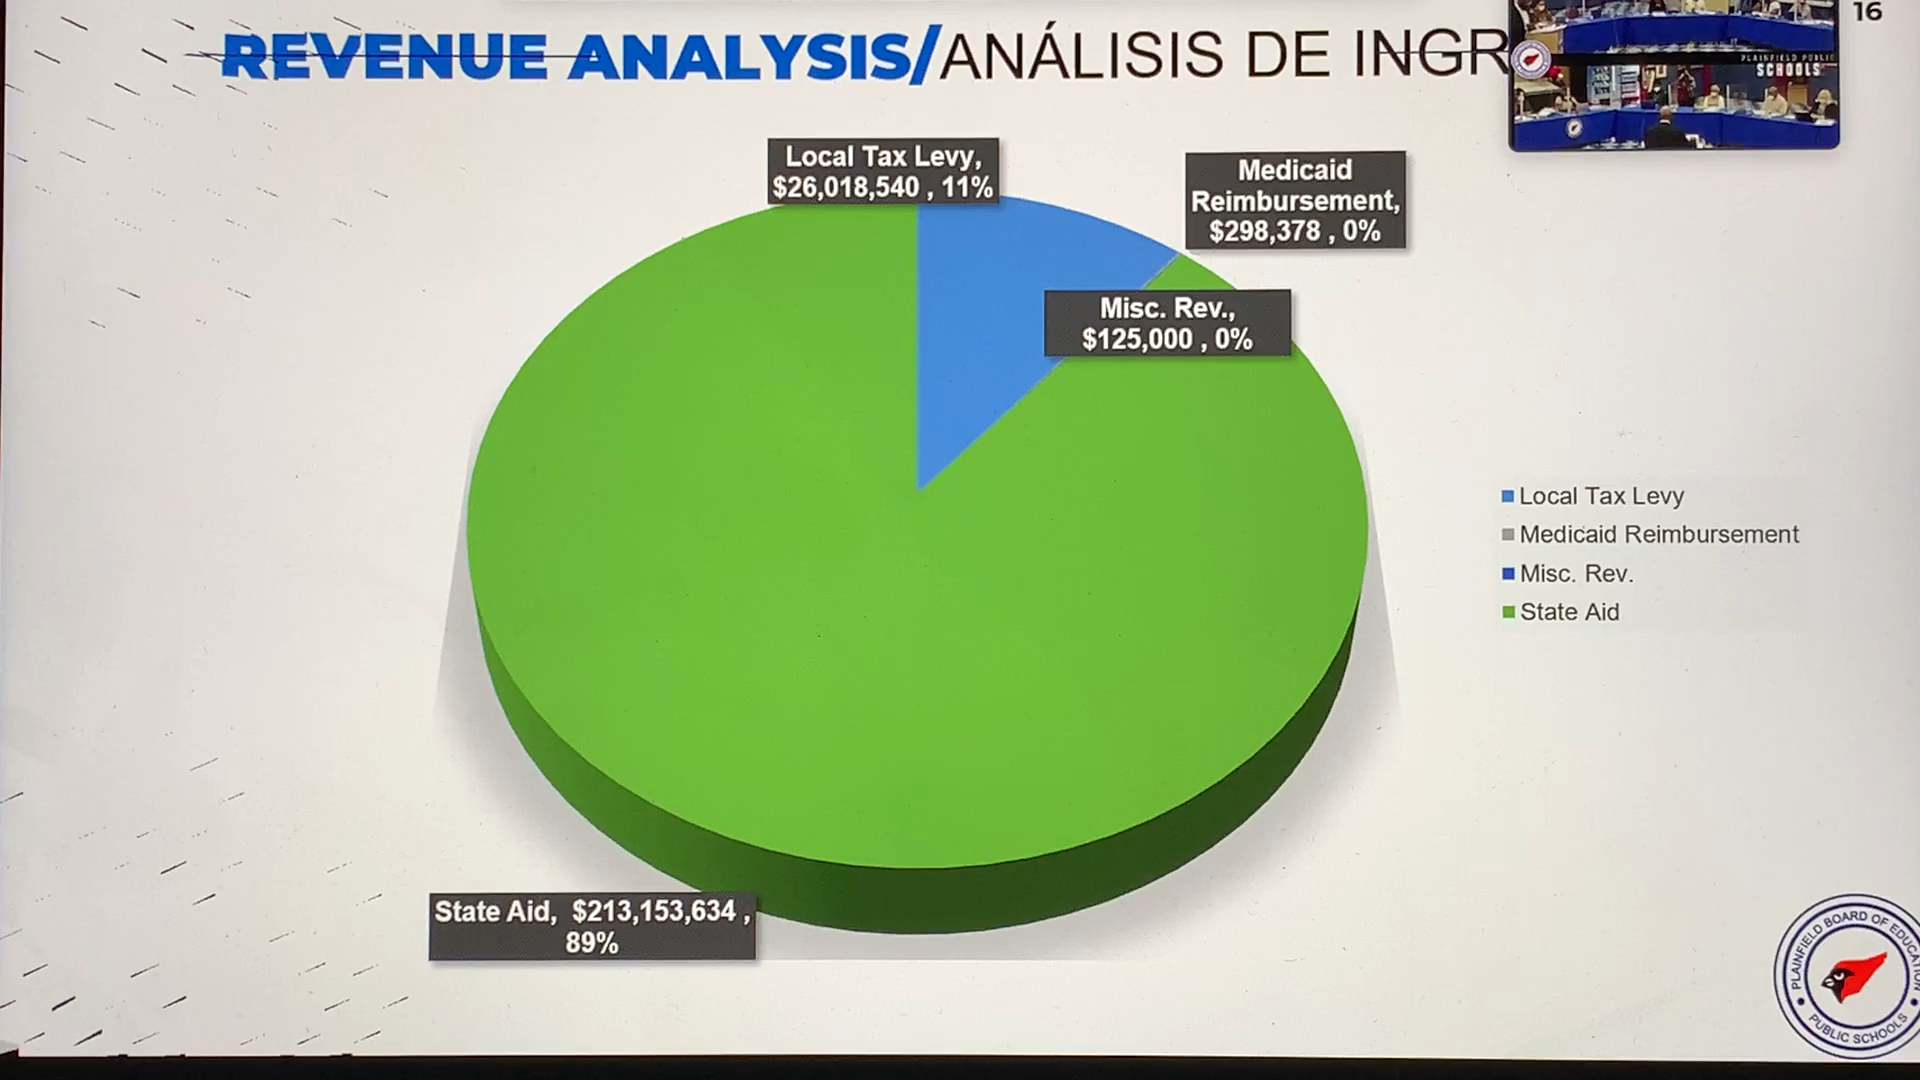 16
REVENUE ANALYSIS/ANÁLISIS DE INGR
PLAINFIELD PUBLIC
SCHOOLS
Local Tax Levy,
$26,018,540 , 11%
Medicaid
Reimbursement,
$298,378 , 0%
Misc. Rev.,
$125,000 , 0%
Local Tax Levy
Medicaid Reimbursement
Misc. Rev.
State Aid
State Aid, $213,153,634 ,
89%
PLAINFIELD BOARD OF EDUCATION
PUBLIC SCHOOLS